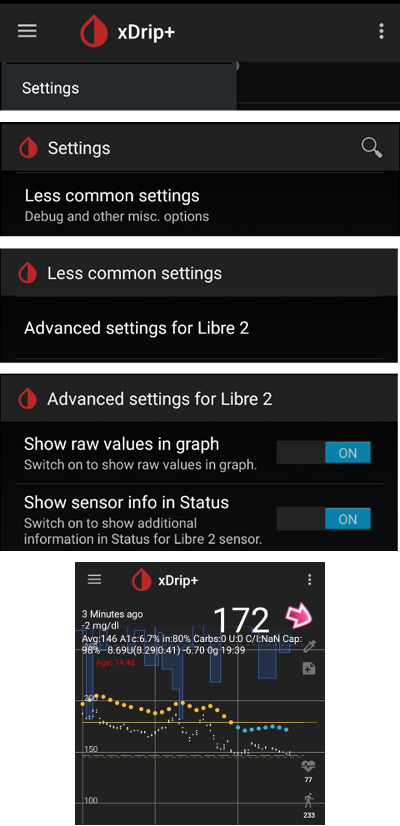 xDrip+
Settings
Settings
Less common settings
Debug and other misc. options
Less common settings
Advanced settings for Libre 2
Advanced settings for Libre 2
Show raw values in graph
Switch on to show raw values in graph.
ON
Show sensor info in Status
Switch on to show additional
information in Status for Libre 2 sensor.
ON
xDrip+
3 Minutes ago
-2 mg/dl
172
Avg:146 A1c:6.7% in:80% Carbs:0 U:0 C/I:NaN Cap:
98% 8.69U(8.29|0.41) -6.70 0g 19:39
Age: 14.4d
200
150
77
100
233